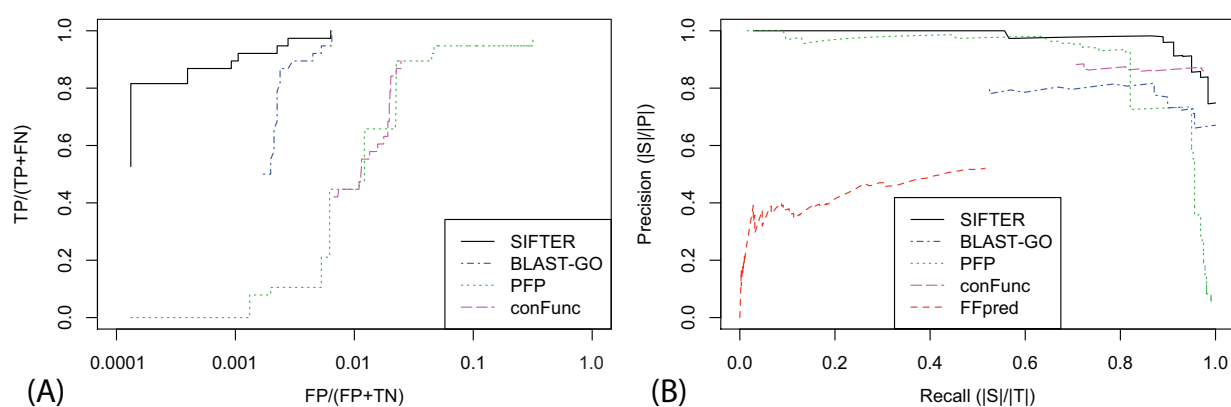 TP/(TP+FN)
1.0
0.8
0.6
0.4
0.2
0.0
0.0001
0.001
0.01
0.1
1.0
FP/(FP+TN)
SIFTER
BLAST-GO
PFP
conFunc
(A)
Precision (|S|/|P|)
1.0
0.8
0.6
0.4
0.2
0.0
0.0
0.2
0.4
0.6
0.8
1.0
Recall (|S|/|T|)
SIFTER
BLAST-GO
PFP
conFunc
FFpred
(B)